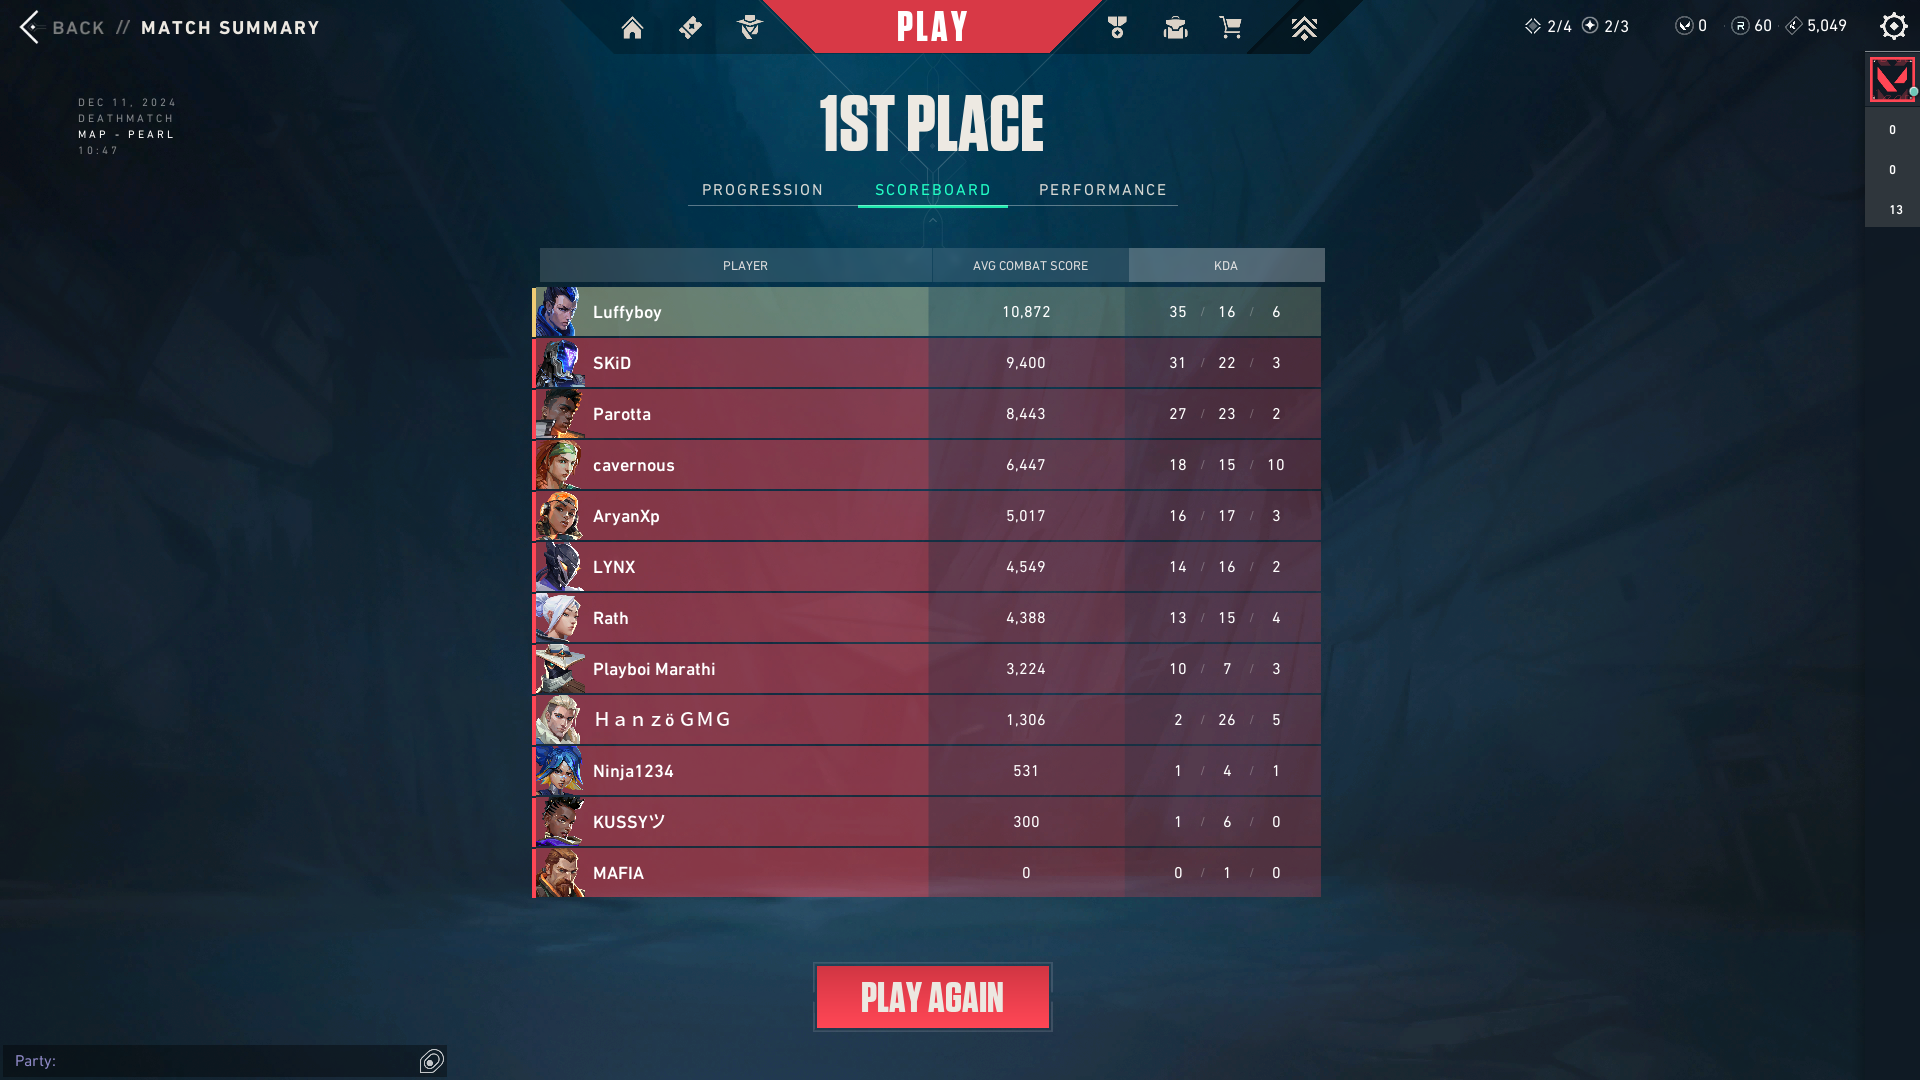 BACK // MATCH SUMMARY
PLAY
2/4 2/3 0 60 5,049
DEC 11, 2024
DEATHMATCH
MAP - PEARL
10:47
1ST PLACE
0
0
13
PROGRESSION SCOREBOARD PERFORMANCE
PLAYER AVG COMBAT SCORE KDA
Luffyboy 10,872 35 / 16 / 6
SKiD 9,400 31 / 22 / 3
Parotta 8,443 27 / 23 / 2
cavernous 6,447 18 / 15 / 10
AryanXp 5,017 16 / 17 / 3
LYNX 4,549 14 / 16 / 2
Rath 4,388 13 / 15 / 4
Playboi Marathi 3,224 10 / 7 / 3
ＨａｎｚöＧＭＧ 1,306 2 / 26 / 5
Ninja1234 531 1 / 4 / 1
KUSSYツ 300 1 / 6 / 0
MAFIA 0 0 / 1 / 0
PLAY AGAIN
Party: